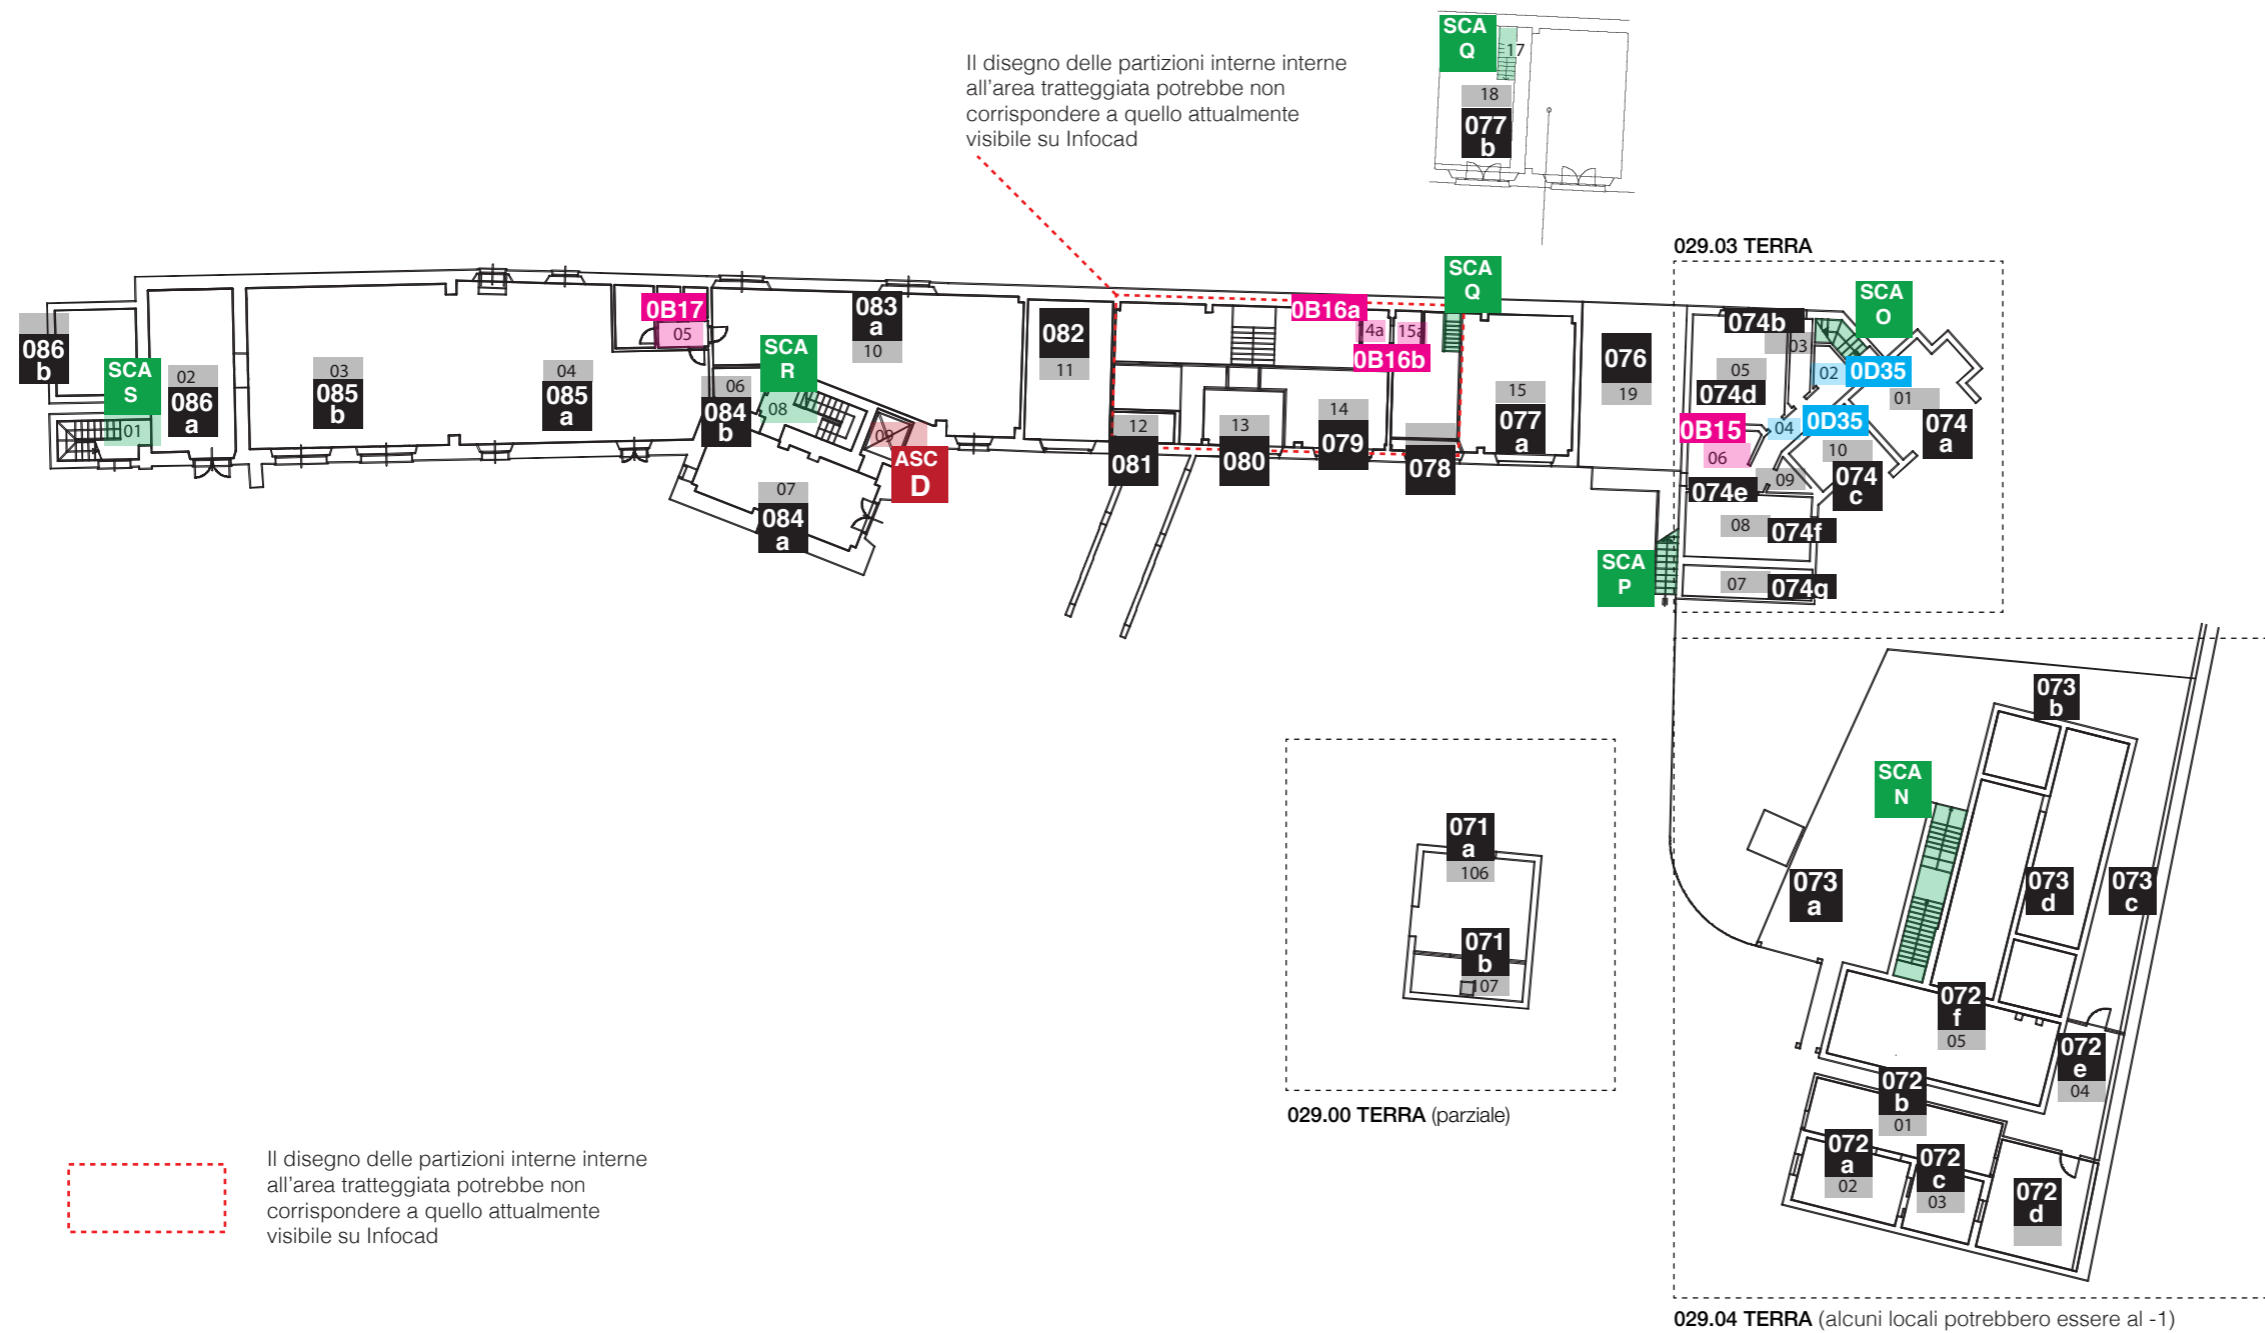 SCA
Q
17
18
077
b
Il disegno delle partizioni interne interne
all'area tratteggiata potrebbe non
corrispondere a quello attualmente
visibile su Infocad
029.03 TERRA
086
b
SCA
S
01
02
086
a
03
085
b
04
085
a
0B17
05
06
084
b
SCA
R
08
083
a
10
09
ASC
D
07
084
a
082
11
12
081
13
080
14
079
0B16a
14a
15a
0B16b
078
SCA
Q
15
077
a
076
19
SCA
P
074b
03
SCA
O
02
0D35
05
074d
01
074
a
04
0D35
0B15
06
10
074
c
09
074e
08
074f
07
074g
073
b
SCA
N
073
a
073
d
073
c
071
a
106
071
b
107
029.00 TERRA (parziale)
072
f
05
072
e
04
072
b
01
072
a
02
072
c
03
072
d
Il disegno delle partizioni interne interne
all'area tratteggiata potrebbe non
corrispondere a quello attualmente
visibile su Infocad
029.04 TERRA (alcuni locali potrebbero essere al -1)